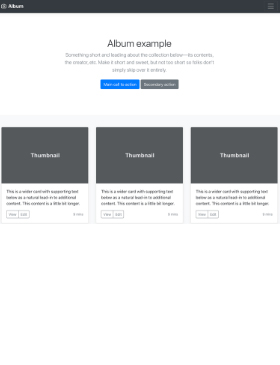 Album
Album example
Something short and leading about the collection below—its contents,
the creator, etc. Make it short and sweet, but not too short so folks don't
simply skip over it entirely.
Main call to action Secondary action
Thumbnail Thumbnail Thumbnail
This is a wider card with supporting text
below as a natural lead-in to additional
content. This content is a little bit longer.
View Edit 9 mins
This is a wider card with supporting text
below as a natural lead-in to additional
content. This content is a little bit longer.
View Edit 9 mins
This is a wider card with supporting text
below as a natural lead-in to additional
content. This content is a little bit longer.
View Edit 9 mins